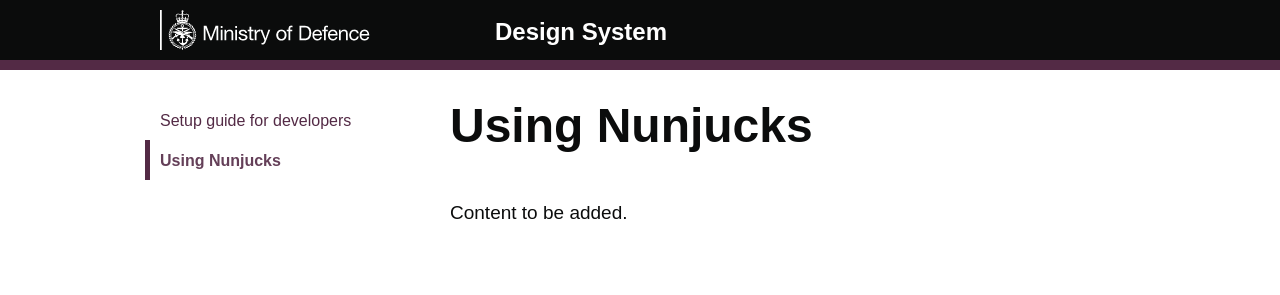 Ministry of Defence
Design System
Setup guide for developers
Using Nunjucks
Using Nunjucks
Content to be added.